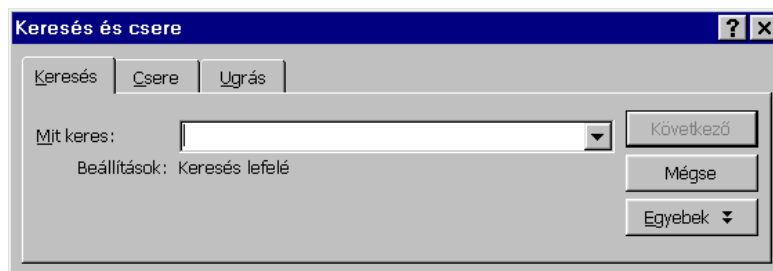 Keresés és csere
Keresés Csere Ugrás
Mit keres:
Következő
Beállítások: Keresés lefelé
Mégse
Egyebek